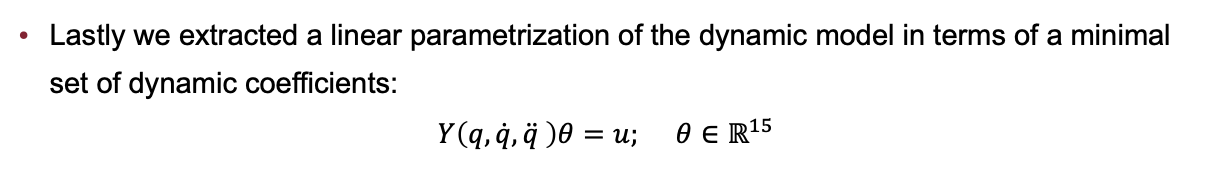 • Lastly we extracted a linear parametrization of the dynamic model in terms of a minimal
set of dynamic coefficients:
Y(q, q̇, q̈ )θ = u; θ ∈ ℝ¹⁵